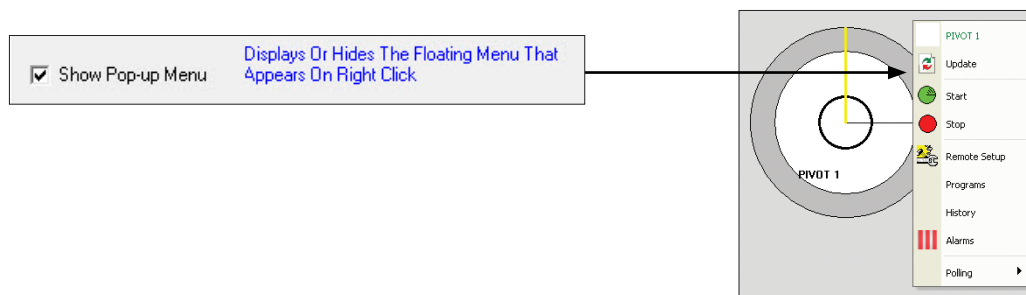 Show Pop-up Menu
Displays Or Hides The Floating Menu That
Appears On Right Click
PIVOT 1
PIVOT 1
Update
Start
Stop
Remote Setup
Programs
History
Alarms
Polling